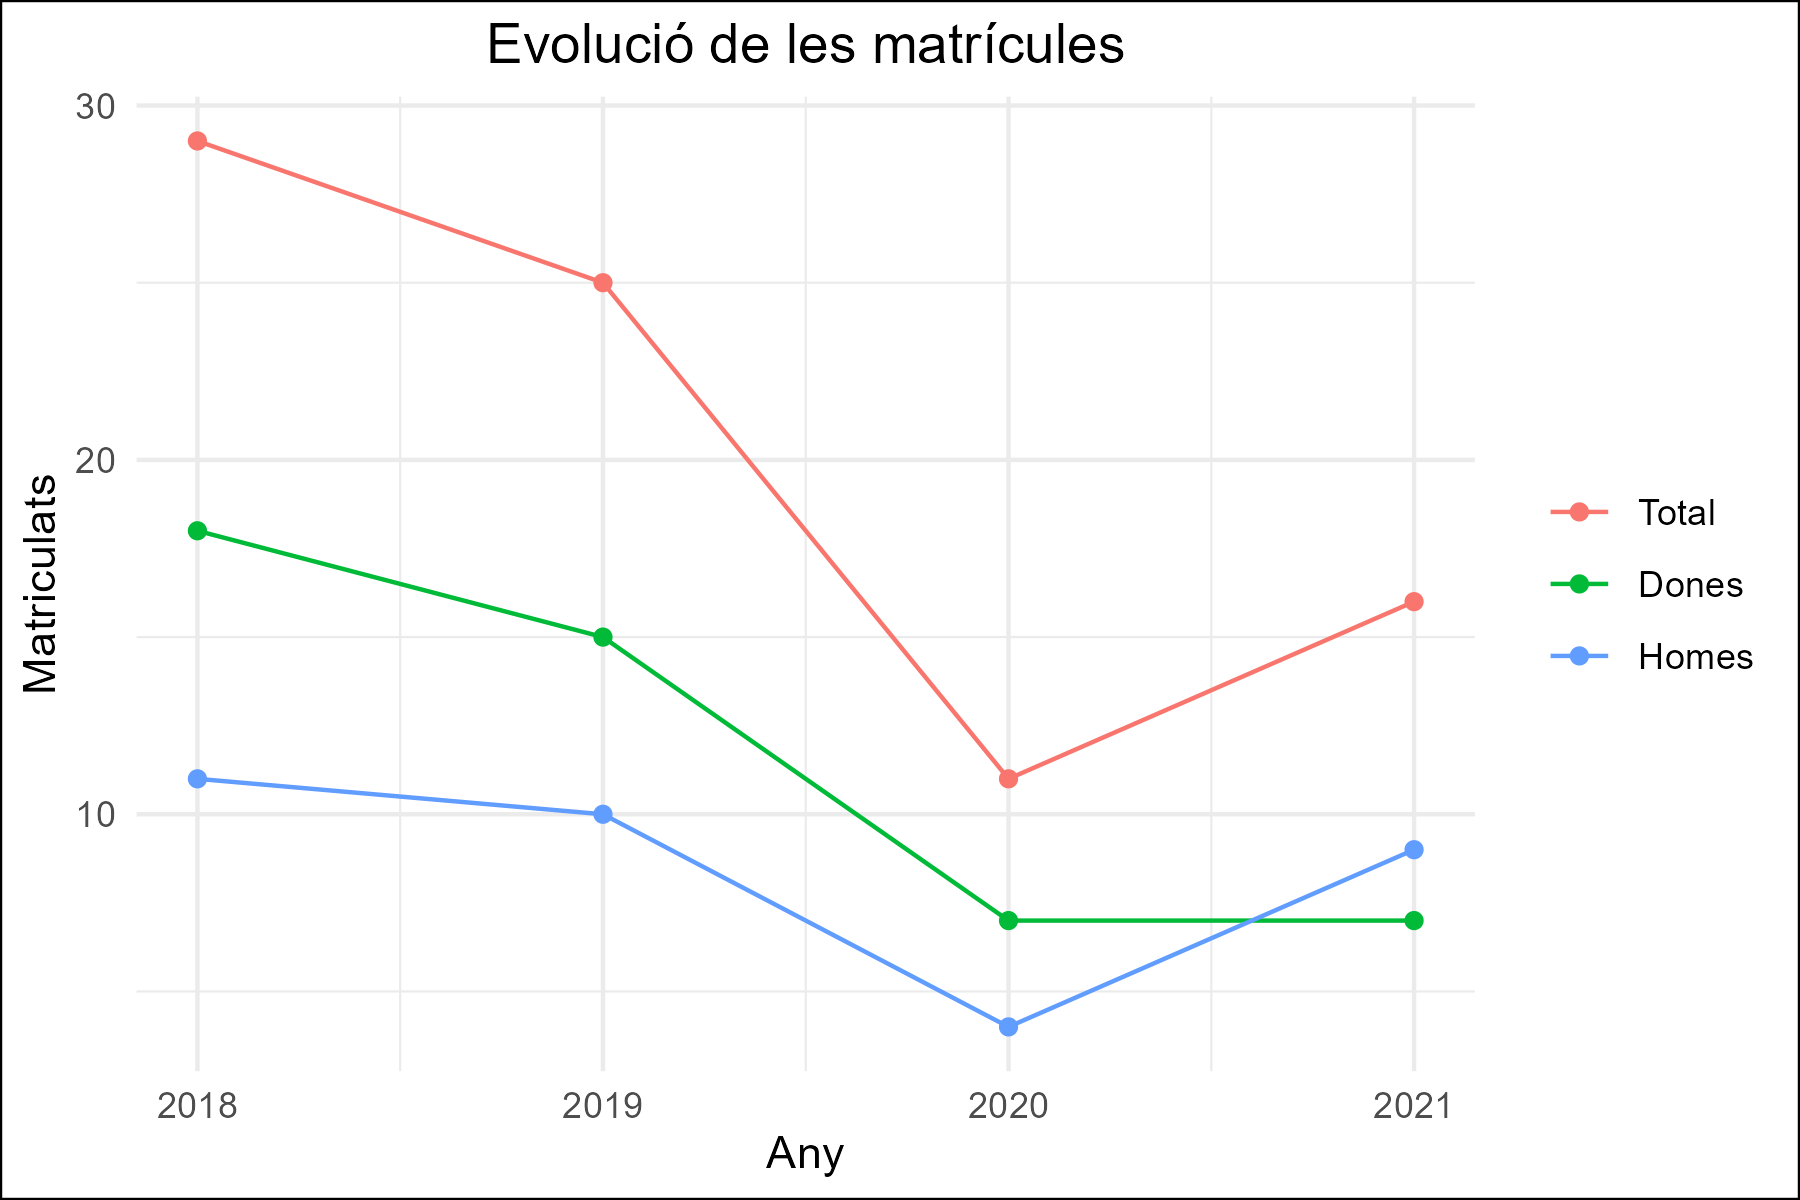 Evolució de les matrícules
30
20
10
Matriculats
2018
2019
2020
2021
Any
Total
Dones
Homes